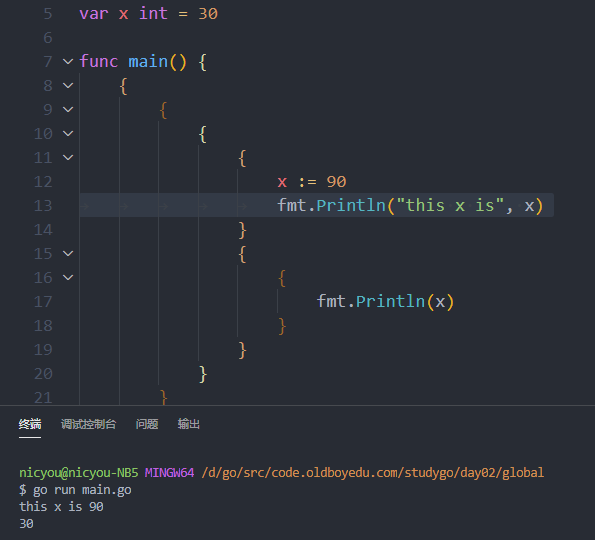 5 var x int = 30
6
7 func main() {
8 {
9 {
10 {
11 {
12 x := 90
13 fmt.Println("this x is", x)
14 }
15 {
16 {
17 fmt.Println(x)
18 }
19 }
20 }
21 }
终端 调试控制台 问题 输出
nicyou@nicyou-NB5 MINGW64 /d/go/src/code.oldboyedu.com/studygo/day02/global
$ go run main.go
this x is 90
30